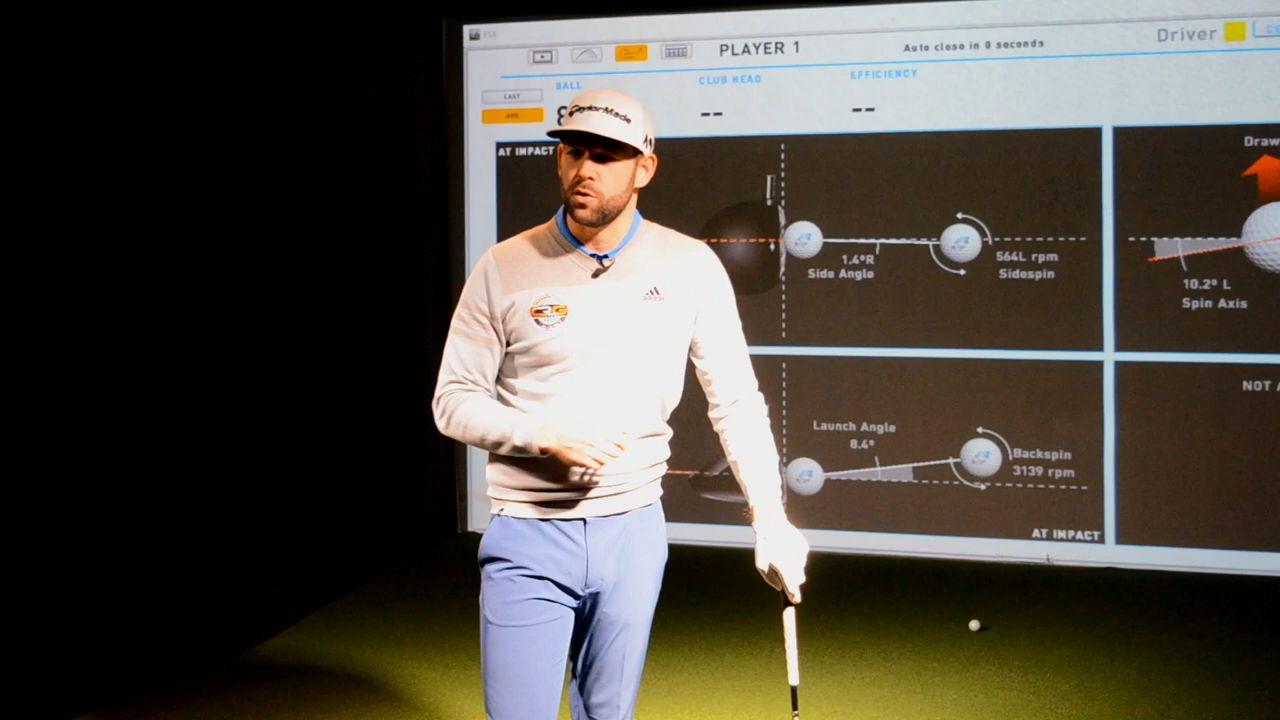 FSX
PLAYER 1
Auto close in 0 seconds
Driver
BALL
CLUB HEAD
EFFICIENCY
LAST
AVG
--
--
TaylorMade
AT IMPACT
Draw
1.4°R
Side Angle
564L rpm
Sidespin
10.2° L
Spin Axis
adidas
Launch Angle
8.4°
Backspin
3139 rpm
NOT
AT IMPACT